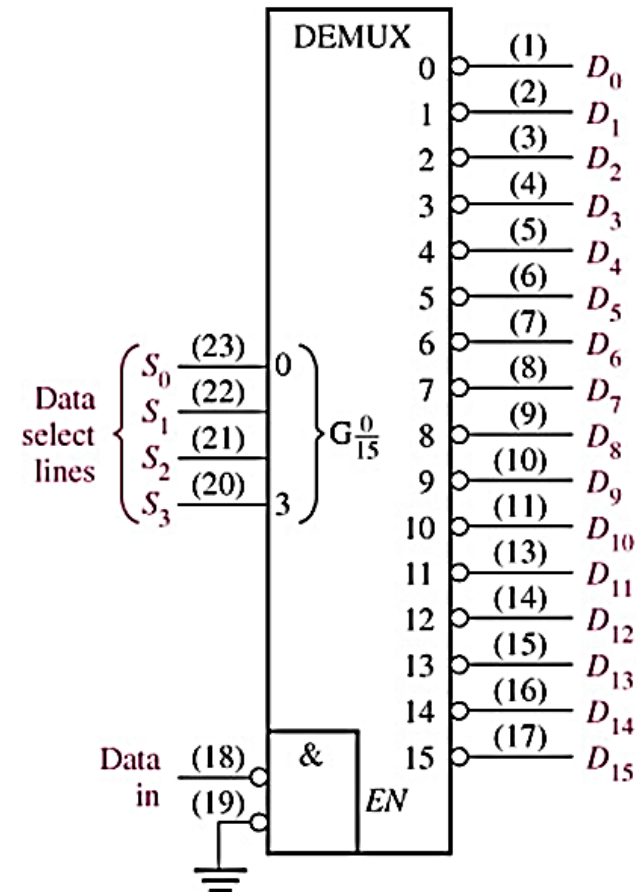 DEMUX
0 (1) D0
1 (2) D1
2 (3) D2
3 (4) D3
4 (5) D4
5 (6) D5
6 (7) D6
7 (8) D7
8 (9) D8
9 (10) D9
10 (11) D10
11 (13) D11
12 (14) D12
13 (15) D13
14 (16) D14
15 (17) D15
Data
select
lines
S0 (23) 0
S1 (22)
S2 (21)
S3 (20) 3
G 0/15
Data
in
(18)
(19)
&
EN